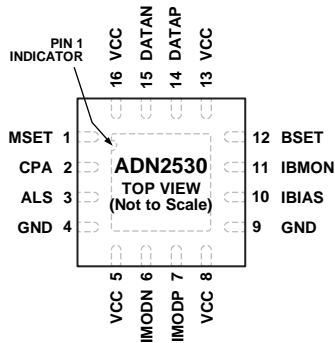 PIN 1
INDICATOR
16 VCC
15 DATAN
14 DATAP
13 VCC
MSET 1
CPA 2
ALS 3
GND 4
ADN2530
TOP VIEW
(Not to Scale)
12 BSET
11 IBMON
10 IBIAS
9 GND
VCC 5
IMODN 6
IMODP 7
VCC 8